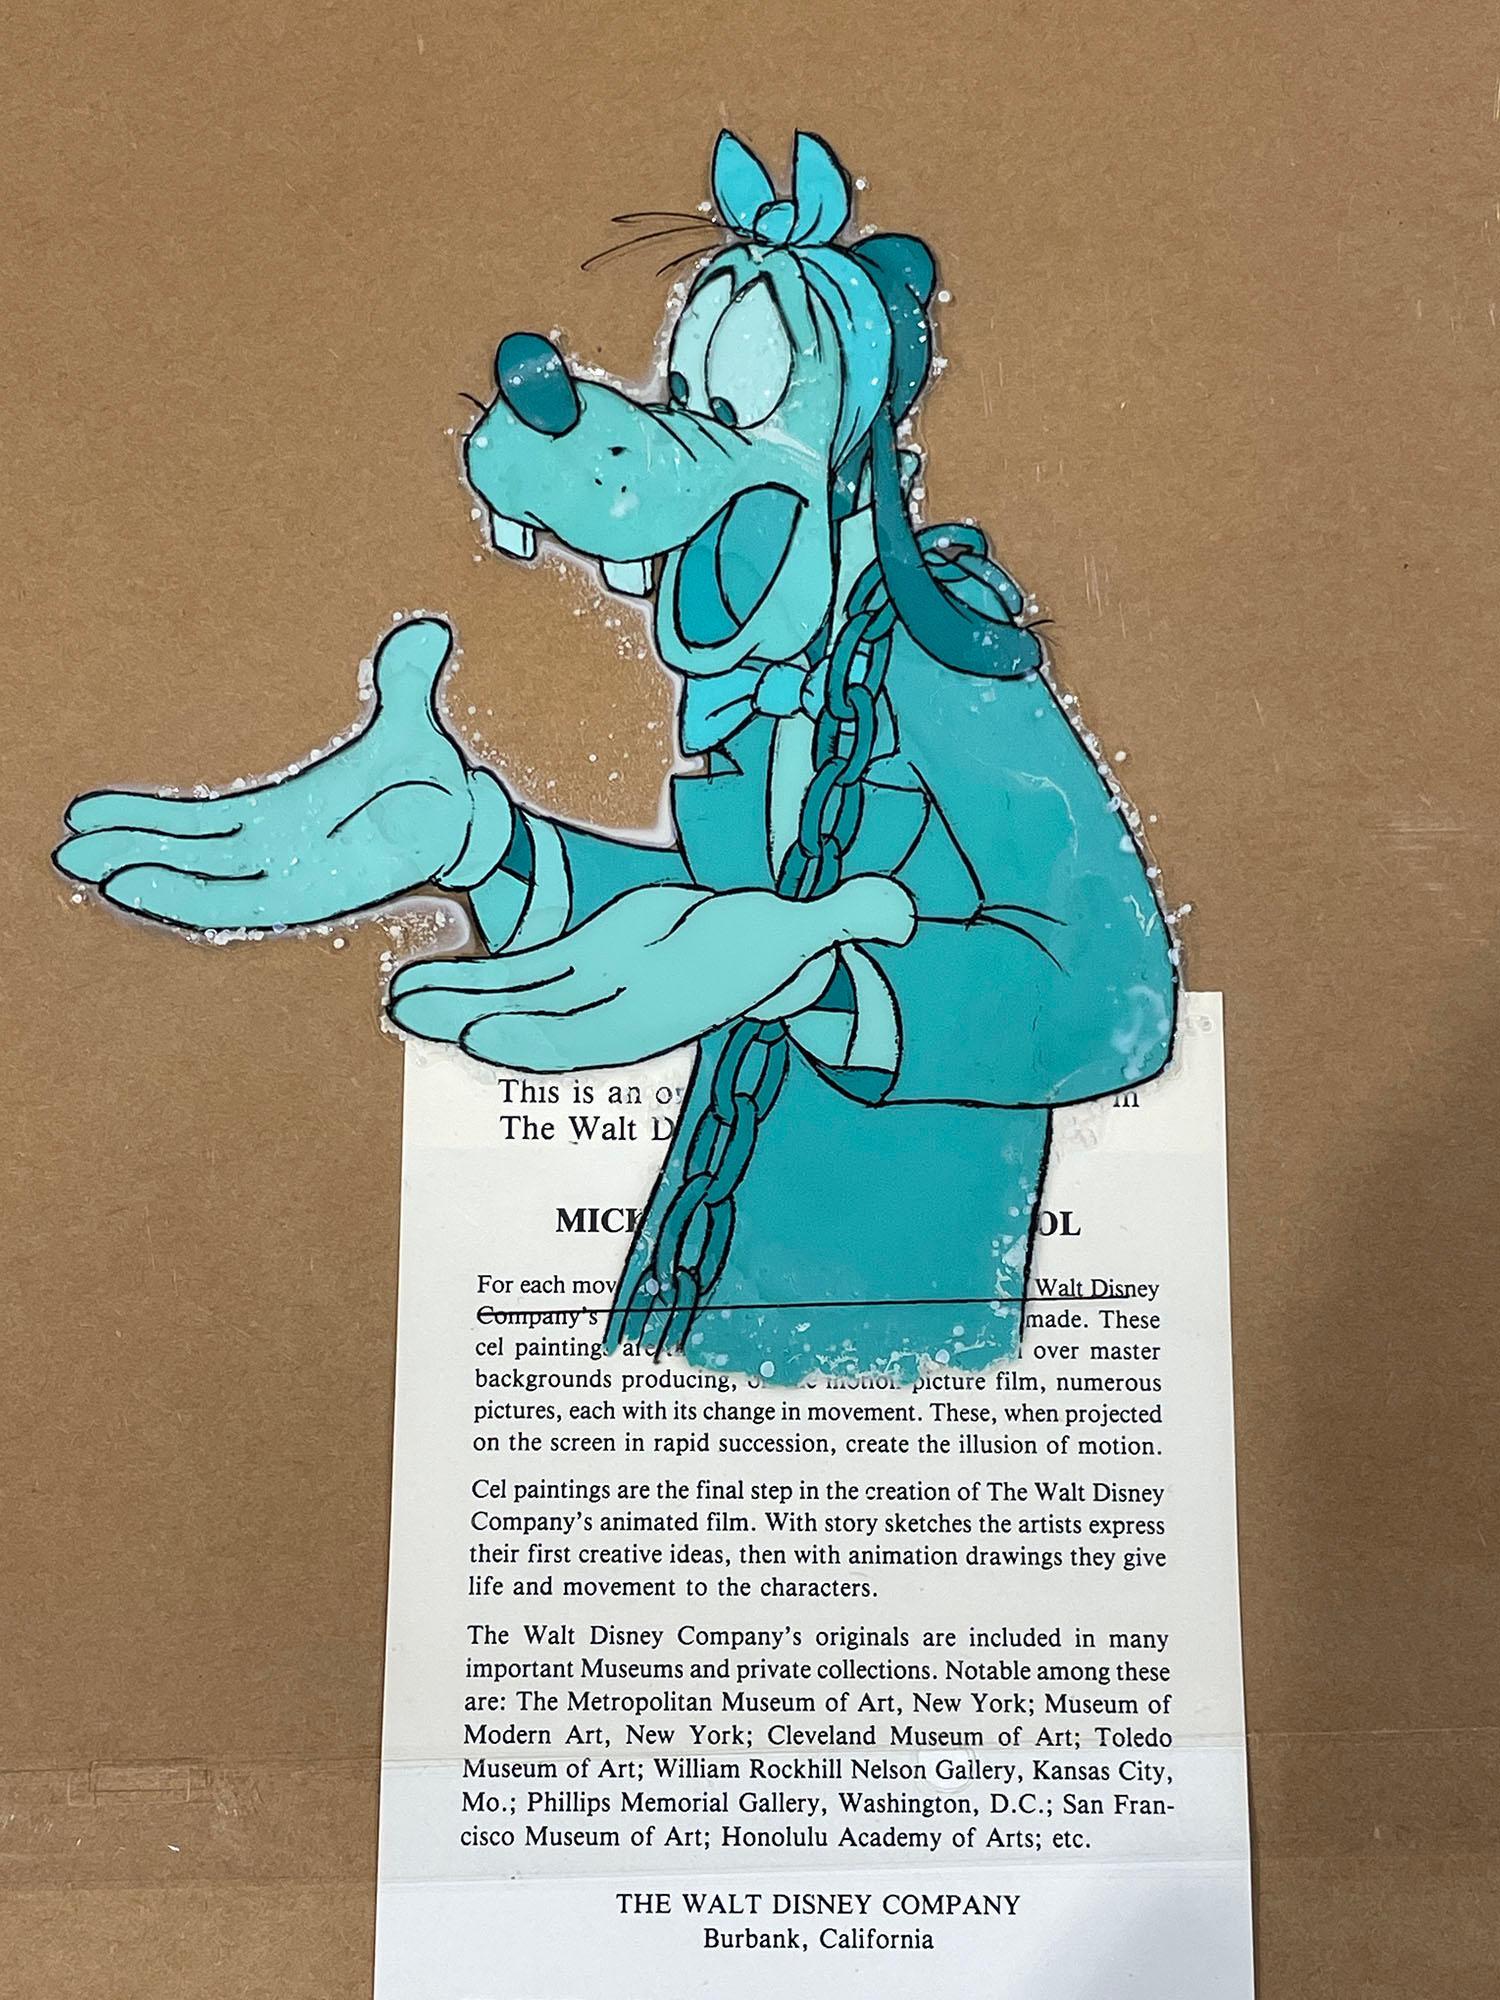 This is an
The Walt
For each Walt Disney
Company's made. These
cel paintings are over master
backgrounds producing, motion picture film, numerous
pictures, each with its change in movement. These, when projected
on the screen in rapid succession, create the illusion of motion.
Cel paintings are the final step in the creation of The Walt Disney
Company's animated film. With story sketches the artists express
their first creative ideas, then with animation drawings they give
life and movement to the characters.
The Walt Disney Company's originals are included in many
important Museums and private collections. Notable among these
are: The Metropolitan Museum of Art, New York; Museum of
Modern Art, New York; Cleveland Museum of Art; Toledo
Museum of Art; William Rockhill Nelson Gallery, Kansas City,
Mo.; Phillips Memorial Gallery, Washington, D.C.; San Fran-
cisco Museum of Art; Honolulu Academy of Arts; etc.
THE WALT DISNEY COMPANY
Burbank, California